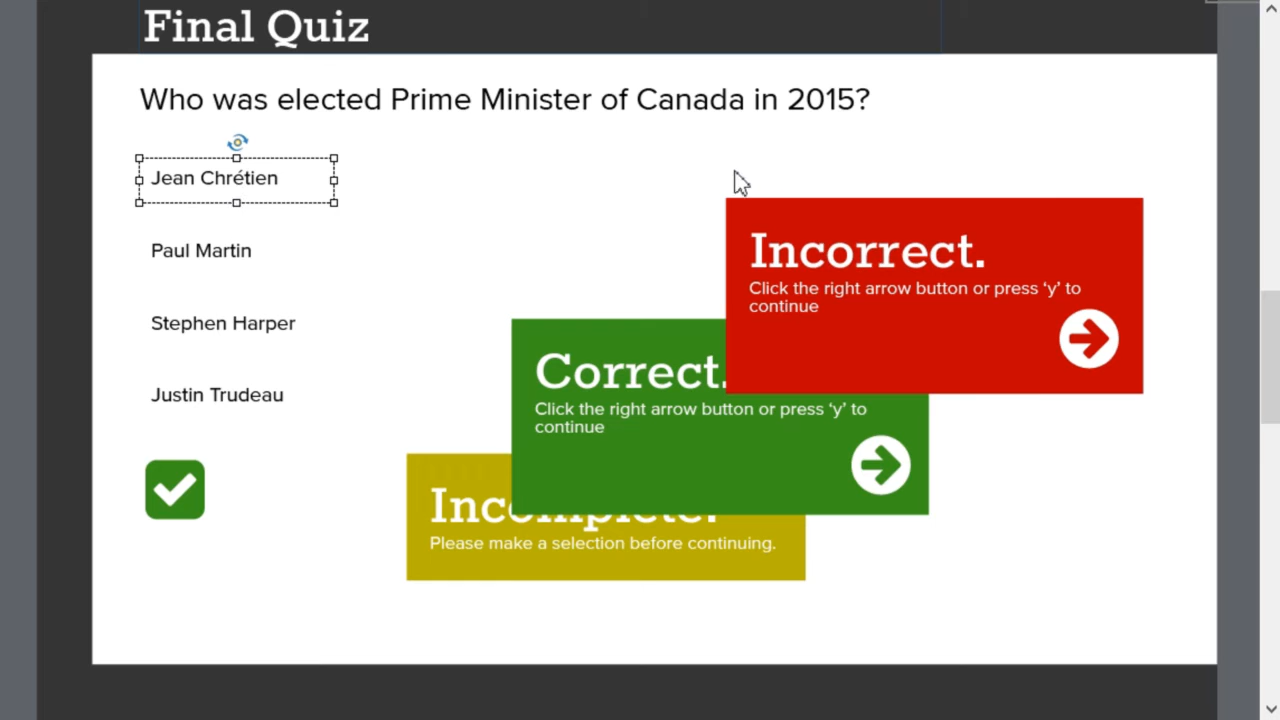 Final Quiz
Who was elected Prime Minister of Canada in 2015?
Jean Chrétien
Paul Martin
Stephen Harper
Justin Trudeau
Incorrect.
Click the right arrow button or press ‘y’ to
continue
Correct.
Click the right arrow button or press ‘y’ to
continue
Incomplete.
Please make a selection before continuing.